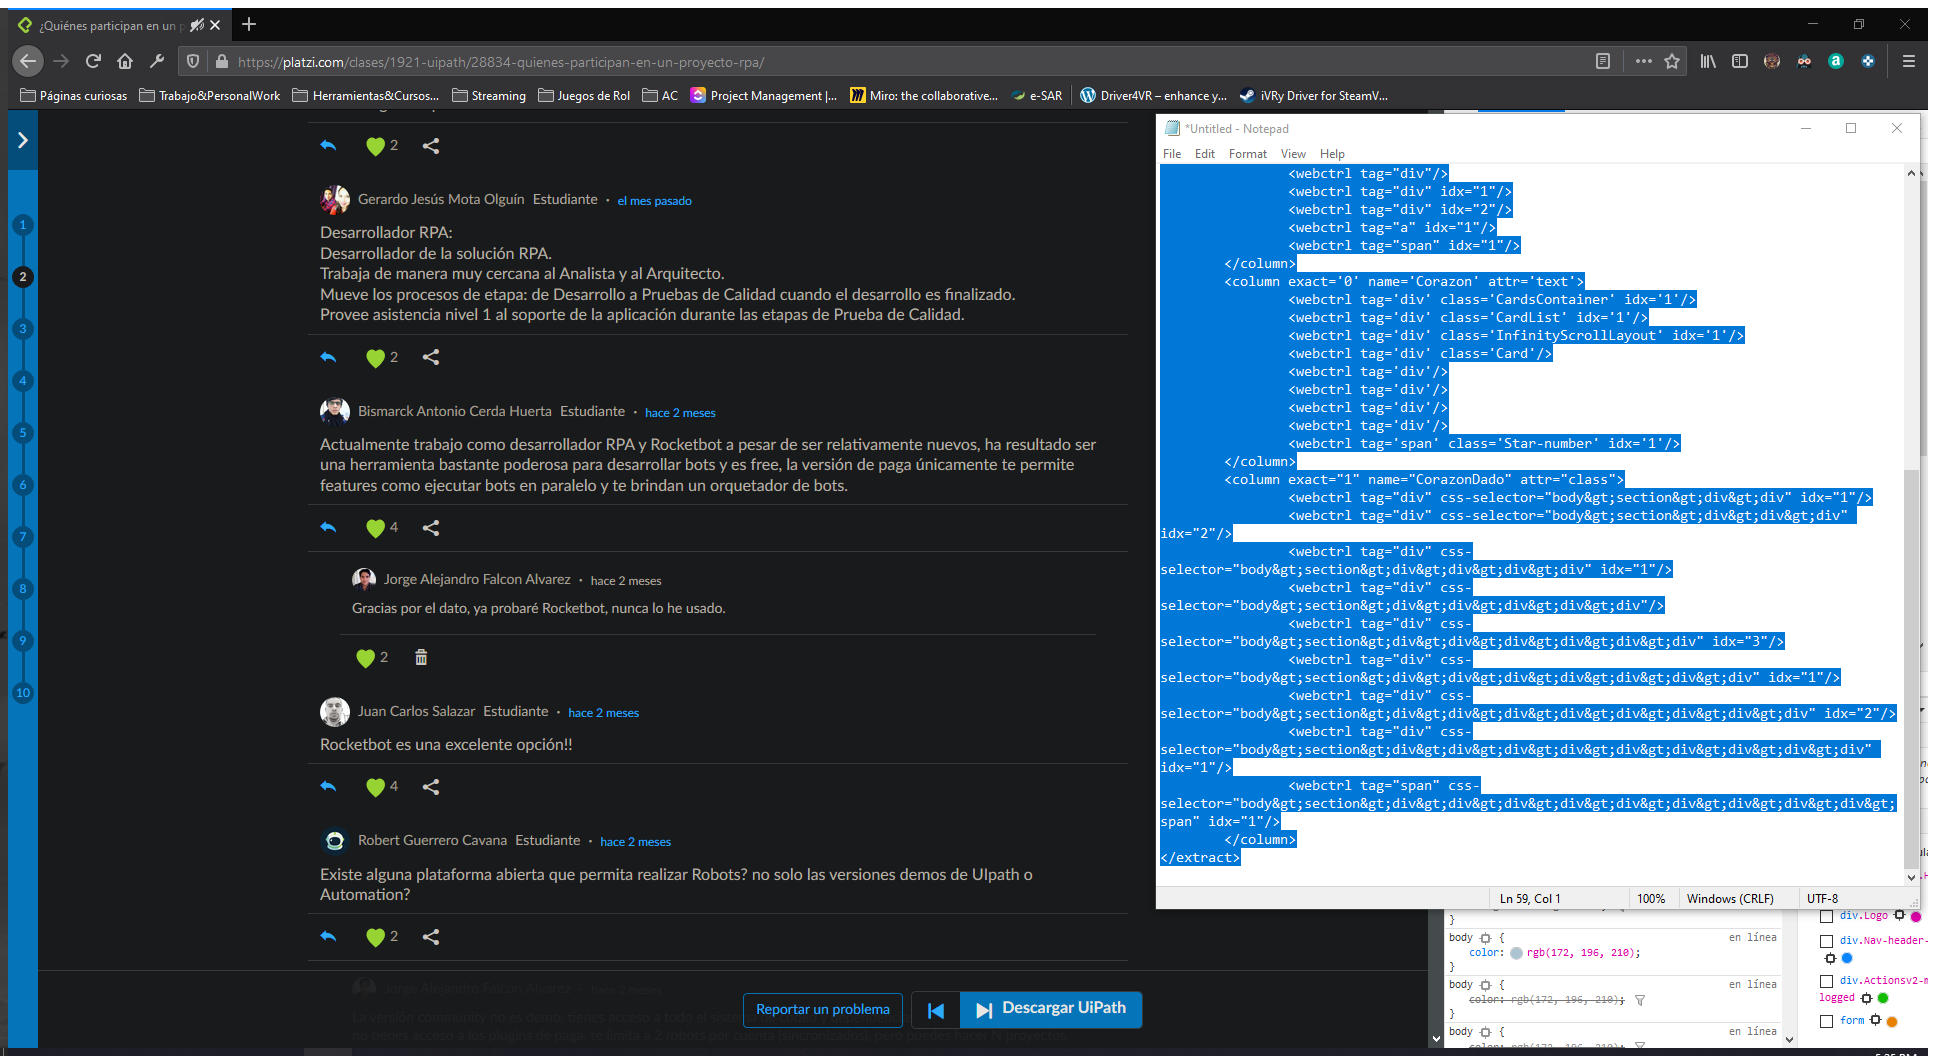 ¿Quiénes participan en un p
https://platzi.com/clases/1921-uipath/28834-quienes-participan-en-un-proyecto-rpa/
Páginas curiosas
Trabajo&PersonalWork
Herramientas&Cursos...
Streaming
Juegos de Rol
AC
Project Management |...
Miro: the collaborative...
e-SAR
Driver4VR – enhance y...
iVRy Driver for SteamV...
1
2
3
4
5
6
7
8
9
10
2
Gerardo Jesús Mota Olguín Estudiante • el mes pasado
Desarrollador RPA:
Desarrollador de la solución RPA.
Trabaja de manera muy cercana al Analista y al Arquitecto.
Mueve los procesos de etapa: de Desarrollo a Pruebas de Calidad cuando el desarrollo es finalizado.
Provee asistencia nivel 1 al soporte de la aplicación durante las etapas de Prueba de Calidad.
2
Bismarck Antonio Cerda Huerta Estudiante • hace 2 meses
Actualmente trabajo como desarrollador RPA y Rocketbot a pesar de ser relativamente nuevos, ha resultado ser
una herramienta bastante poderosa para desarrollar bots y es free, la versión de paga únicamente te permite
features como ejecutar bots en paralelo y te brindan un orquetador de bots.
4
Jorge Alejandro Falcon Alvarez • hace 2 meses
Gracias por el dato, ya probaré Rocketbot, nunca lo he usado.
2
Juan Carlos Salazar Estudiante • hace 2 meses
Rocketbot es una excelente opción!!
4
Robert Guerrero Cavana Estudiante • hace 2 meses
Existe alguna plataforma abierta que permita realizar Robots? no solo las versiones demos de UIpath o
Automation?
2
Jorge Alejandro Falcon Alvarez • hace 2 meses
Reportar un problema
Descargar UiPath
*Untitled - Notepad
File Edit Format View Help
<webctrl tag="div"/>
<webctrl tag="div" idx="1"/>
<webctrl tag="div" idx="2"/>
<webctrl tag="a" idx="1"/>
<webctrl tag="span" idx="1"/>
</column>
<column exact='0' name='Corazon' attr='text'>
<webctrl tag='div' class='CardsContainer' idx='1'/>
<webctrl tag='div' class='CardList' idx='1'/>
<webctrl tag='div' class='InfinityScrollLayout' idx='1'/>
<webctrl tag='div' class='Card'/>
<webctrl tag='div'/>
<webctrl tag='div'/>
<webctrl tag='div'/>
<webctrl tag='div'/>
<webctrl tag='span' class='Star-number' idx='1'/>
</column>
<column exact="1" name="CorazonDado" attr="class">
<webctrl tag="div" css-selector="body&gt;section&gt;div&gt;div" idx="1"/>
<webctrl tag="div" css-selector="body&gt;section&gt;div&gt;div&gt;div"
idx="2"/>
<webctrl tag="div" css-
selector="body&gt;section&gt;div&gt;div&gt;div&gt;div" idx="1"/>
<webctrl tag="div" css-
selector="body&gt;section&gt;div&gt;div&gt;div&gt;div&gt;div"/>
<webctrl tag="div" css-
selector="body&gt;section&gt;div&gt;div&gt;div&gt;div&gt;div&gt;div" idx="3"/>
<webctrl tag="div" css-
selector="body&gt;section&gt;div&gt;div&gt;div&gt;div&gt;div&gt;div&gt;div" idx="1"/>
<webctrl tag="div" css-
selector="body&gt;section&gt;div&gt;div&gt;div&gt;div&gt;div&gt;div&gt;div&gt;div" idx="2"/>
<webctrl tag="div" css-
selector="body&gt;section&gt;div&gt;div&gt;div&gt;div&gt;div&gt;div&gt;div&gt;div&gt;div"
idx="1"/>
<webctrl tag="span" css-
selector="body&gt;section&gt;div&gt;div&gt;div&gt;div&gt;div&gt;div&gt;div&gt;div&gt;div&gt;
span" idx="1"/>
</column>
</extract>
Ln 59, Col 1
100%
Windows (CRLF)
UTF-8
}
body { en línea
color: rgb(172, 196, 210);
}
body { en línea
color: rgb(172, 196, 210);
}
body { en línea
div.Logo
div.Nav-header-
div.Actionsv2-m
logged
form